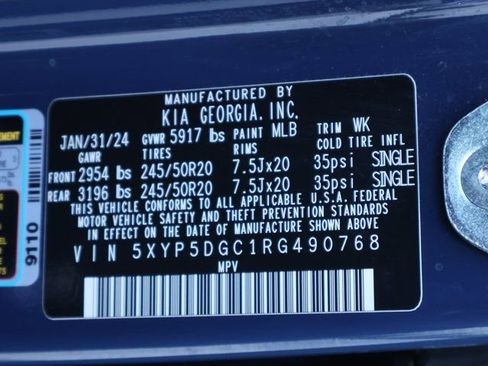 MANUFACTURED BY
KIA GEORGIA. INC.
JAN/31/24 GVWR 5917 lbs PAINT MLB TRIM WK
GAWR TIRES RIMS COLD TIRE INFL
FRONT 2954 lbs 245/50R20 7.5Jx20 35psi SINGLE
REAR 3196 lbs 245/50R20 7.5Jx20 35psi SINGLE
THIS VEHICLE CONFORMS TO ALL APPLICABLE U.S.A. FEDERAL
MOTOR VEHICLE SAFETY AND THEFT PREVENTION STANDARDS
IN EFFECT ON THE DATE OF MANUFACTURE SHOWN ABOVE.
VIN 5XYP5DGC1RG490768
MPV
9110